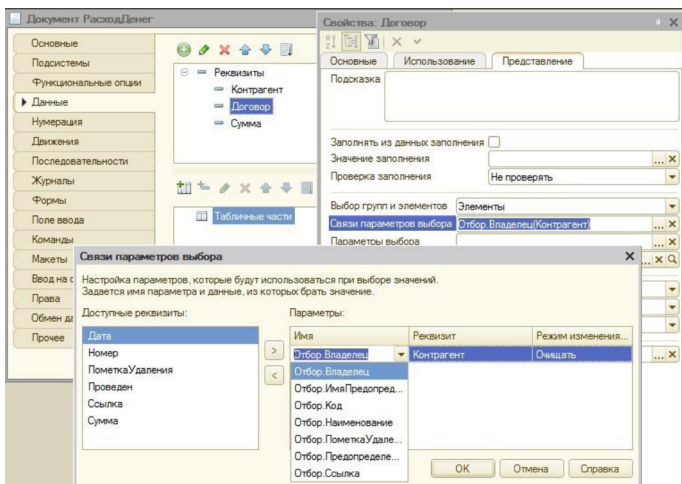 Документ РасходДенег
Основные
Подсистемы
Функциональные опции
Данные
Нумерация
Движения
Последовательности
Журналы
Формы
Поле ввода
Команды
Макеты
Ввод на о
Права
Обмен да
Прочее
Реквизиты
Контрагент
Договор
Сумма
Табличные части
Свойства: Договор
Основные Использование Представление
Подсказка
Заполнять из данных заполнения
Значение заполнения ...
Проверка заполнения Не проверять
Выбор групп и элементов Элементы
Связи параметров выбора Отбор.Владелец(Контрагент) ...
Параметры выбора ...
Связи параметров выбора
Настройка параметров, которые будут использоваться при выборе значений.
Задается имя параметра и данные, из которых брать значение.
Доступные реквизиты:
Дата
Номер
ПометкаУдаления
Проведен
Ссылка
Сумма
>
<
Параметры:
Имя Реквизит Режим изменения...
Отбор.Владелец Контрагент Очищать
Отбор.Владелец
Отбор.ИмяПредопред...
Отбор.Код
Отбор.Наименование
Отбор.ПометкаУдале...
Отбор.Предопределе...
Отбор.Ссылка
OK Отмена Справка